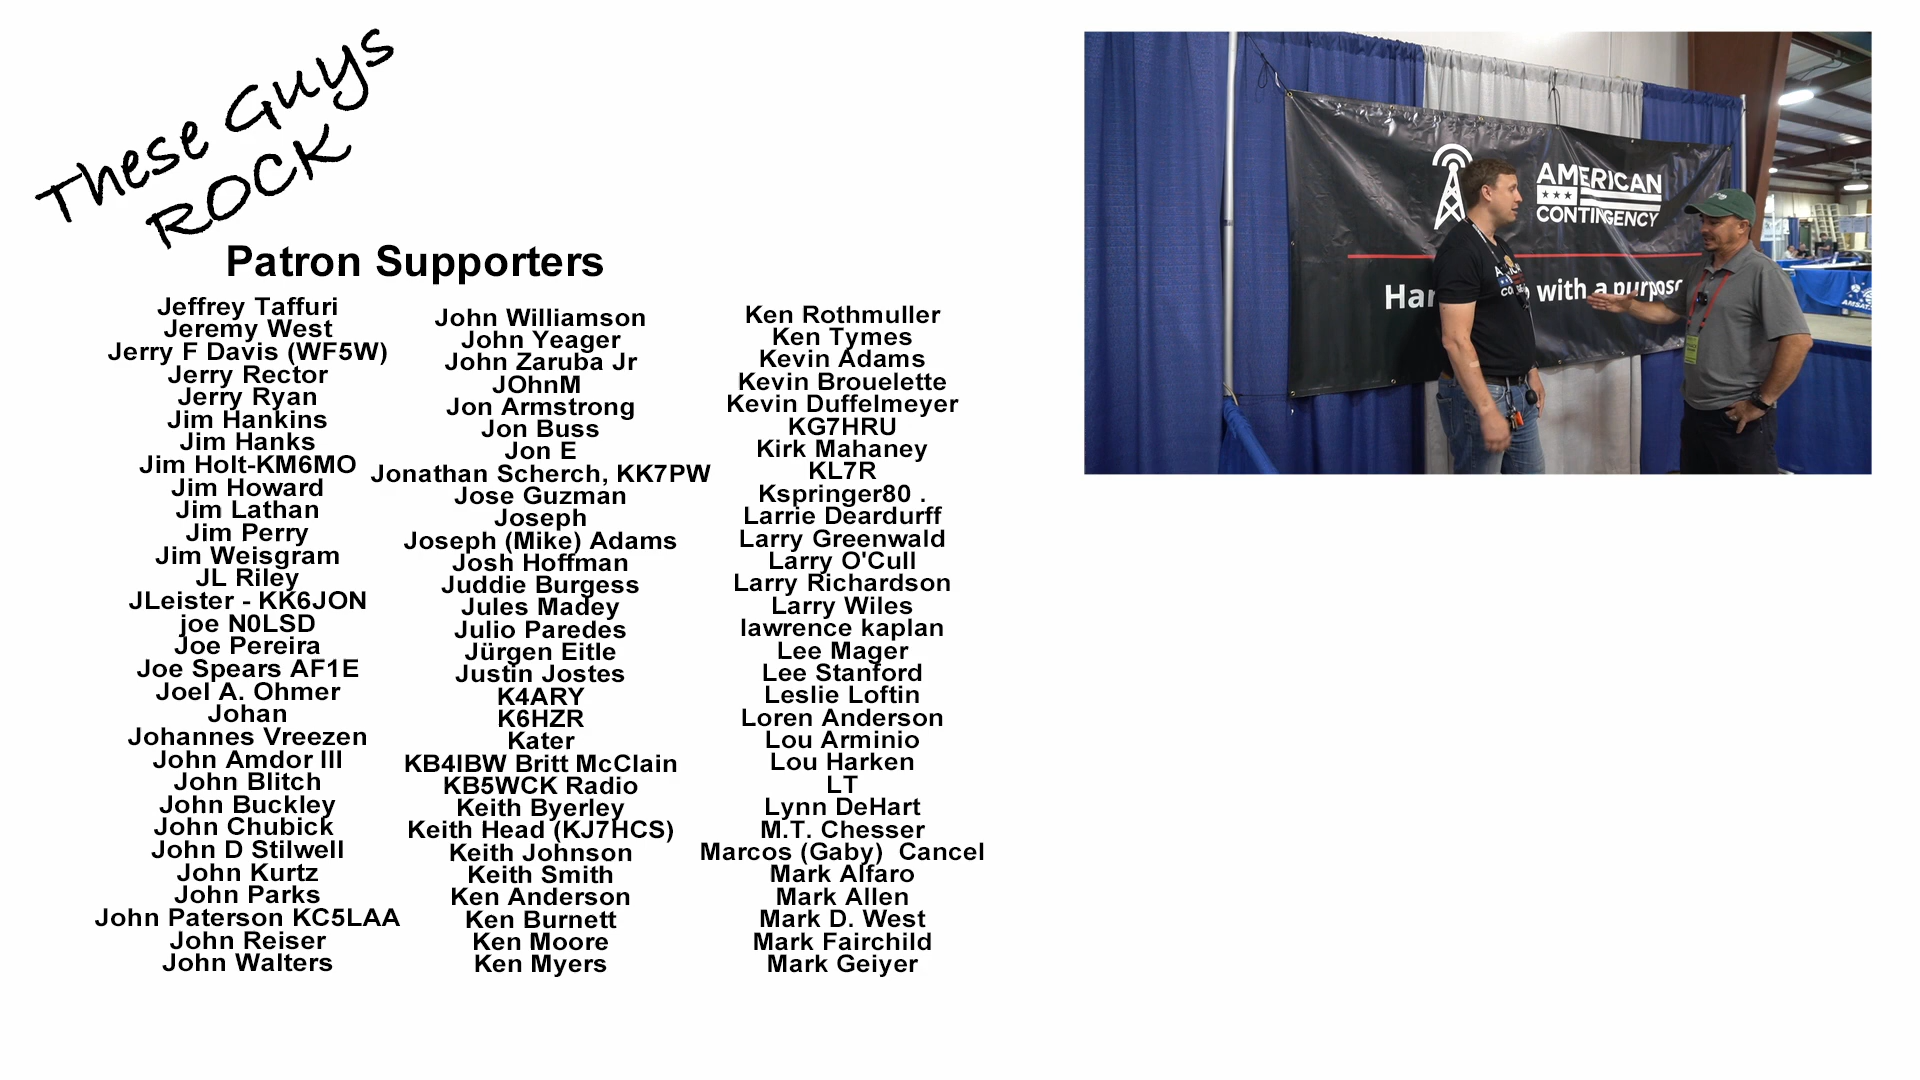 These Guys
ROCK
Patron Supporters
Jeffrey Taffuri
Jeremy West
Jerry F Davis (WF5W)
Jerry Rector
Jerry Ryan
Jim Hankins
Jim Hanks
Jim Holt-KM6MO
Jim Howard
Jim Lathan
Jim Perry
Jim Weisgram
JL Riley
JLeister - KK6JON
joe N0LSD
Joe Pereira
Joe Spears AF1E
Joel A. Ohmer
Johan
Johannes Vreezen
John Amdor III
John Blitch
John Buckley
John Chubick
John D Stilwell
John Kurtz
John Parks
John Paterson KC5LAA
John Reiser
John Walters
John Williamson
John Yeager
John Zaruba Jr
JOhnM
Jon Armstrong
Jon Buss
Jon E
Jonathan Scherch, KK7PW
Jose Guzman
Joseph
Joseph (Mike) Adams
Josh Hoffman
Juddie Burgess
Jules Madey
Julio Paredes
Jürgen Eitle
Justin Jostes
K4ARY
K6HZR
Kater
KB4IBW Britt McClain
KB5WCK Radio
Keith Byerley
Keith Head (KJ7HCS)
Keith Johnson
Keith Smith
Ken Anderson
Ken Burnett
Ken Moore
Ken Myers
Ken Rothmuller
Ken Tymes
Kevin Adams
Kevin Brouelette
Kevin Duffelmeyer
KG7HRU
Kirk Mahaney
KL7R
Kspringer80 .
Larrie Deardurff
Larry Greenwald
Larry O'Cull
Larry Richardson
Larry Wiles
lawrence kaplan
Lee Mager
Lee Stanford
Leslie Loftin
Loren Anderson
Lou Arminio
Lou Harken
LT
Lynn DeHart
M.T. Chesser
Marcos (Gaby)  Cancel
Mark Alfaro
Mark Allen
Mark D. West
Mark Fairchild
Mark Geiyer
AMERICAN
CONTINGENCY
with a purpose